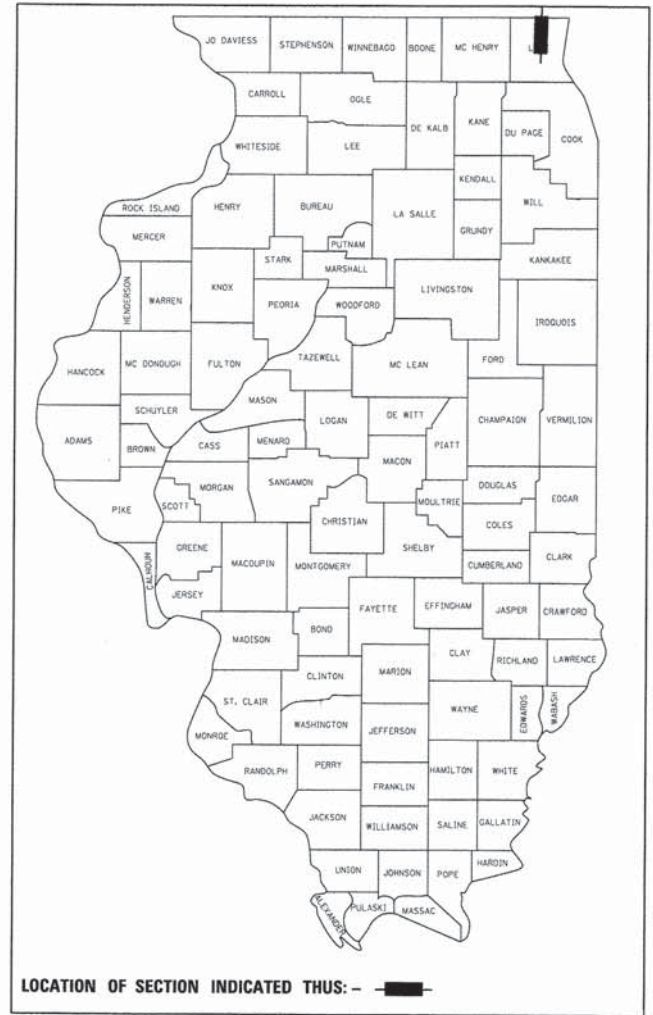 JO DAVIESS STEPHENSON WINNEBAGO BOONE MC HENRY L
CARROLL OGLE DE KALB KANE DU PAGE COOK
WHITESIDE LEE KENDALL WILL
ROCK ISLAND HENRY BUREAU LA SALLE GRUNDY
MERCER PUTNAM KANKAKEE
STARK MARSHALL
HENDERSON WARREN KNOX PEORIA WOODFORD LIVINGSTON IROQUOIS
HANCOCK MC DONOUGH FULTON TAZEWELL MC LEAN FORD
SCHUYLER MASON LOGAN DE WITT CHAMPAIGN VERMILION
ADAMS BROWN CASS MENARD MACON PIATT
PIKE SCOTT MORGAN SANGAMON MOULTRIE DOUGLAS EDGAR
CHRISTIAN COLES
CALHOUN GREENE MACOUPIN MONTGOMERY SHELBY CUMBERLAND CLARK
JERSEY FAYETTE EFFINGHAM JASPER CRAWFORD
MADISON BOND CLAY RICHLAND LAWRENCE
CLINTON MARION
ST. CLAIR WAYNE EDWARDS WABASH
MONROE WASHINGTON JEFFERSON
RANDOLPH PERRY HAMILTON WHITE
FRANKLIN
JACKSON WILLIAMSON SALINE GALLATIN
UNION JOHNSON POPE HARDIN
ALEXANDER PULASKI MASSAC
LOCATION OF SECTION INDICATED THUS: -